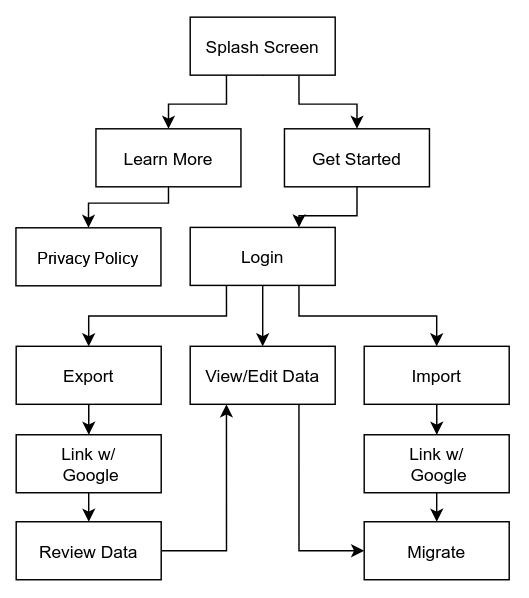 Splash Screen
Learn More
Get Started
Privacy Policy
Login
Export
View/Edit Data
Import
Link w/
Google
Link w/
Google
Review Data
Migrate